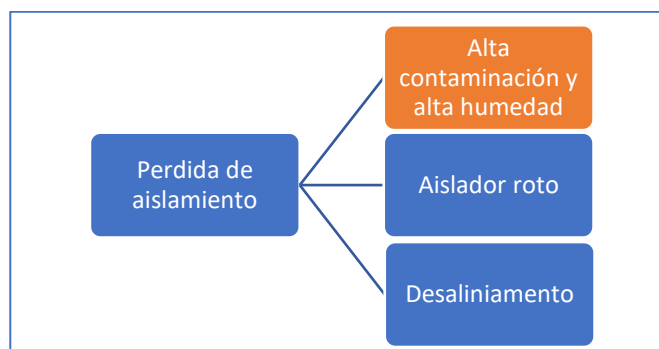 Alta
contaminación y
alta humedad
Perdida de
aislamiento
Aislador roto
Desaliniamento